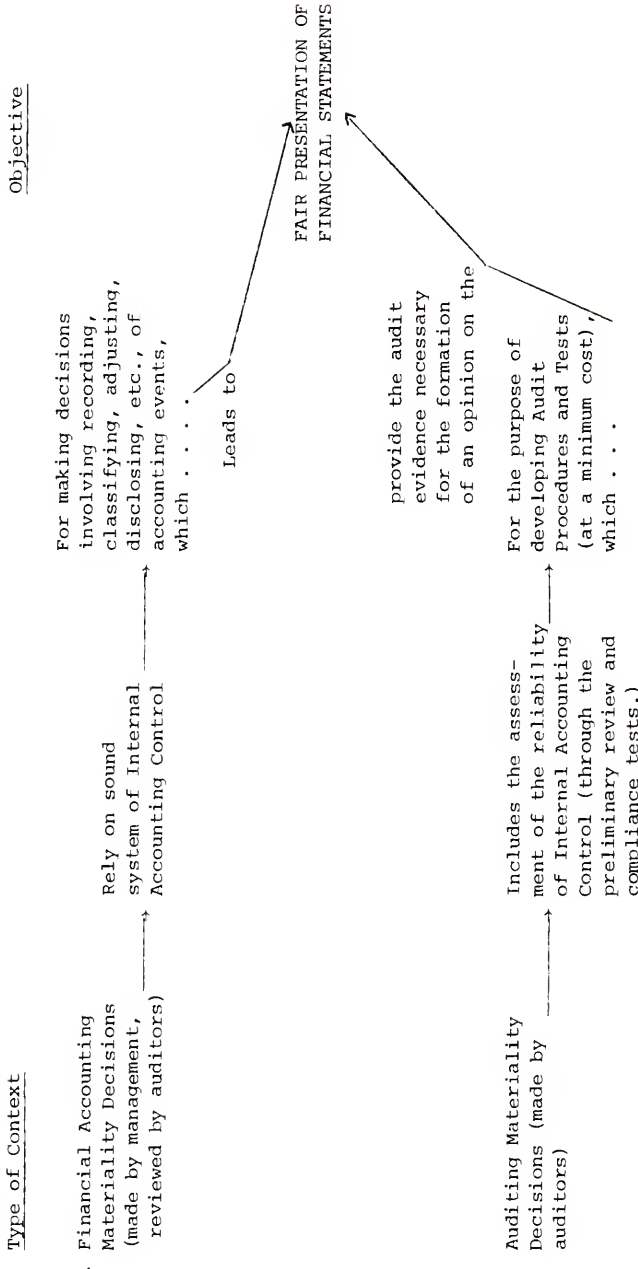 Type of Context
Objective
Financial Accounting
Materiality Decisions
(made by management,
reviewed by auditors)
Rely on sound
system of Internal
Accounting Control
For making decisions
involving recording,
classifying, adjusting,
disclosing, etc., of
accounting events,
which . . . .
Leads to
FAIR PRESENTATION OF
FINANCIAL STATEMENTS
Auditing Materiality
Decisions (made by
auditors)
Includes the assess-
ment of the reliability
of Internal Accounting
Control (through the
preliminary review and
compliance tests.)
For the purpose of
developing Audit
Procedures and Tests
(at a minimum cost),
which . . .
provide the audit
evidence necessary
for the formation
of an opinion on the